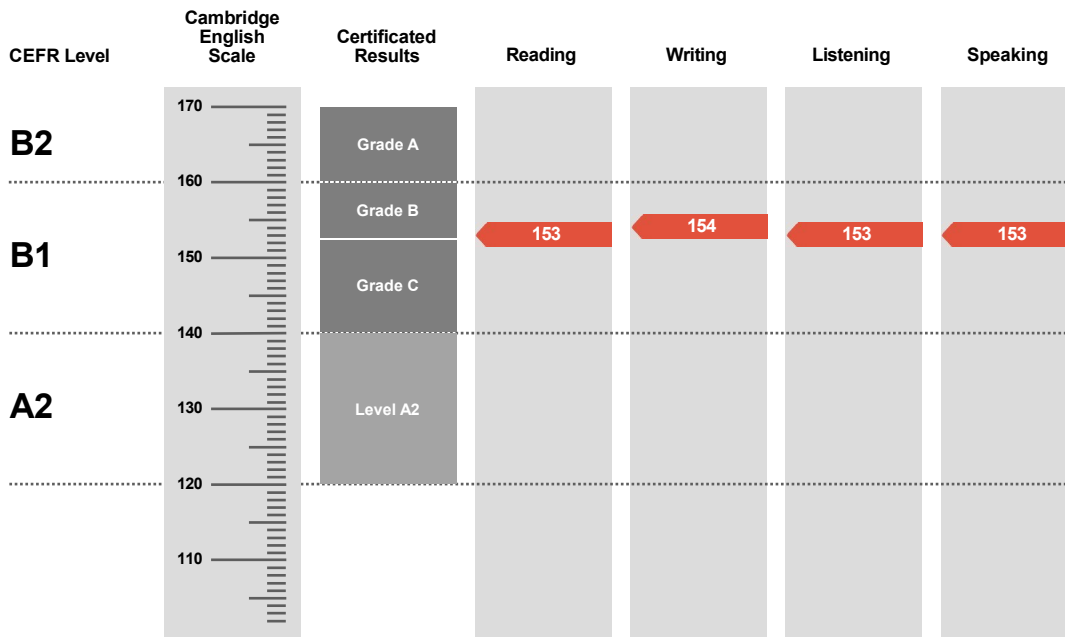 CEFR Level
Cambridge
English
Scale
Certificated
Results
Reading
Writing
Listening
Speaking
170
B2
Grade A
160
Grade B
153
154
153
153
B1
150
Grade C
140
A2
130
Level A2
120
110